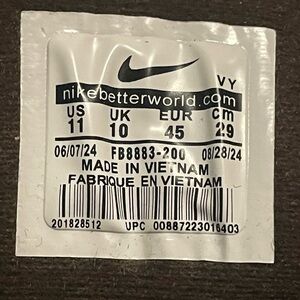 VY
nikebetterworld.com
US UK EUR cm
11 10 45 29
06/07/24 FB8883-200 08/28/24
MADE IN VIETNAM
FABRIQUE EN VIETNAM
201828512 UPC 00887223016403